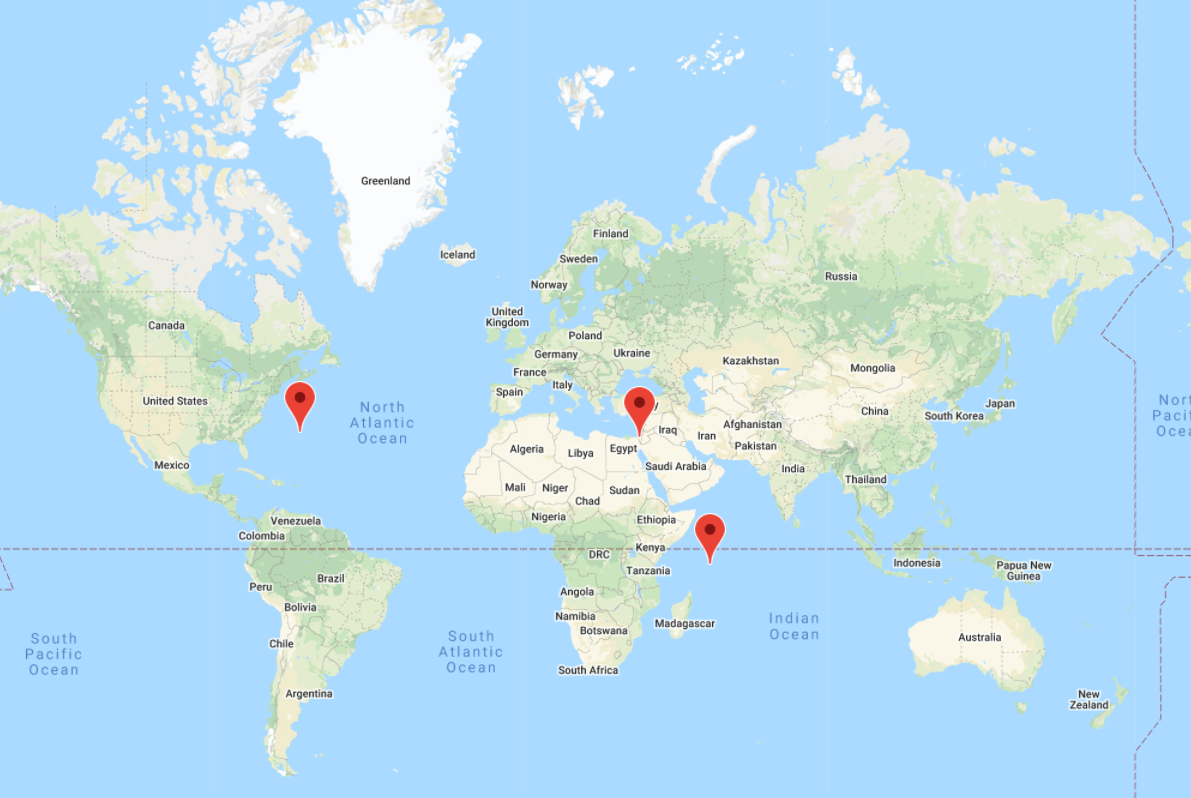 Greenland
Iceland
Finland
Sweden
Norway
Russia
United
Kingdom
Canada
Poland
Germany
Ukraine
Kazakhstan
Mongolia
France
Italy
Spain
United States
North
Atlantic
Ocean
y
Iraq
Iran
Afghanistan
Pakistan
China
South Korea
Japan
Nort
Pacif
Ocea
Mexico
Algeria
Libya
Egypt
Saudi Arabia
India
Thailand
Mali
Niger
Chad
Sudan
Nigeria
Ethiopia
Venezuela
Colombia
DRC
Kenya
Tanzania
Indonesia
Papua New
Guinea
Peru
Brazil
Bolivia
Angola
Namibia
Botswana
Madagascar
Indian
Ocean
South
Pacific
Ocean
Chile
South
Atlantic
Ocean
South Africa
Australia
Argentina
New
Zealand